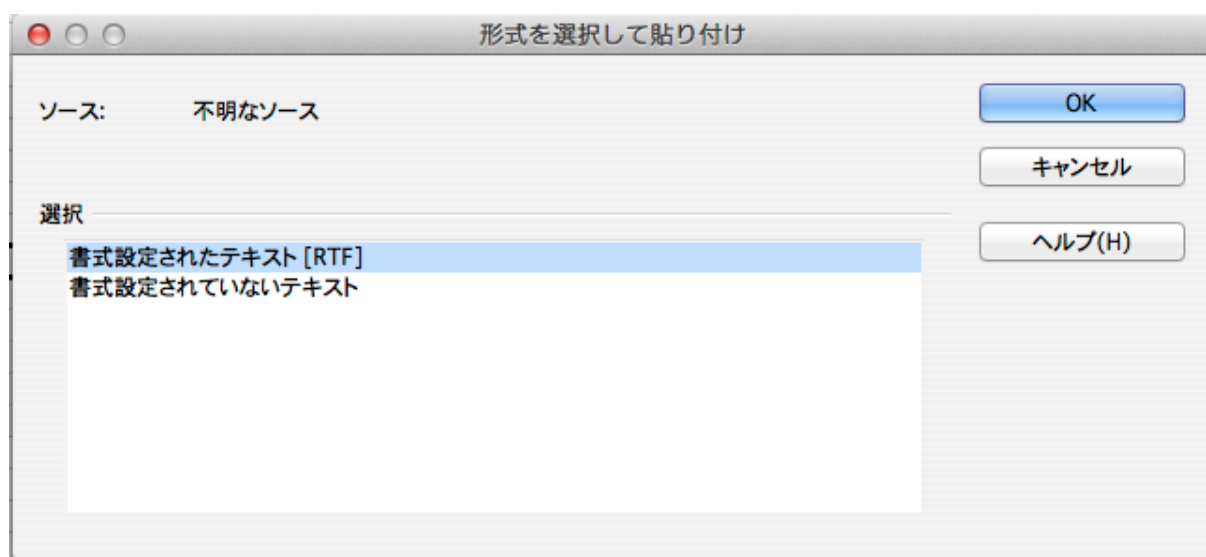 形式を選択して貼り付け
ソース: 不明なソース
OK
キャンセル
選択
ヘルプ(H)
書式設定されたテキスト [RTF]
書式設定されていないテキスト